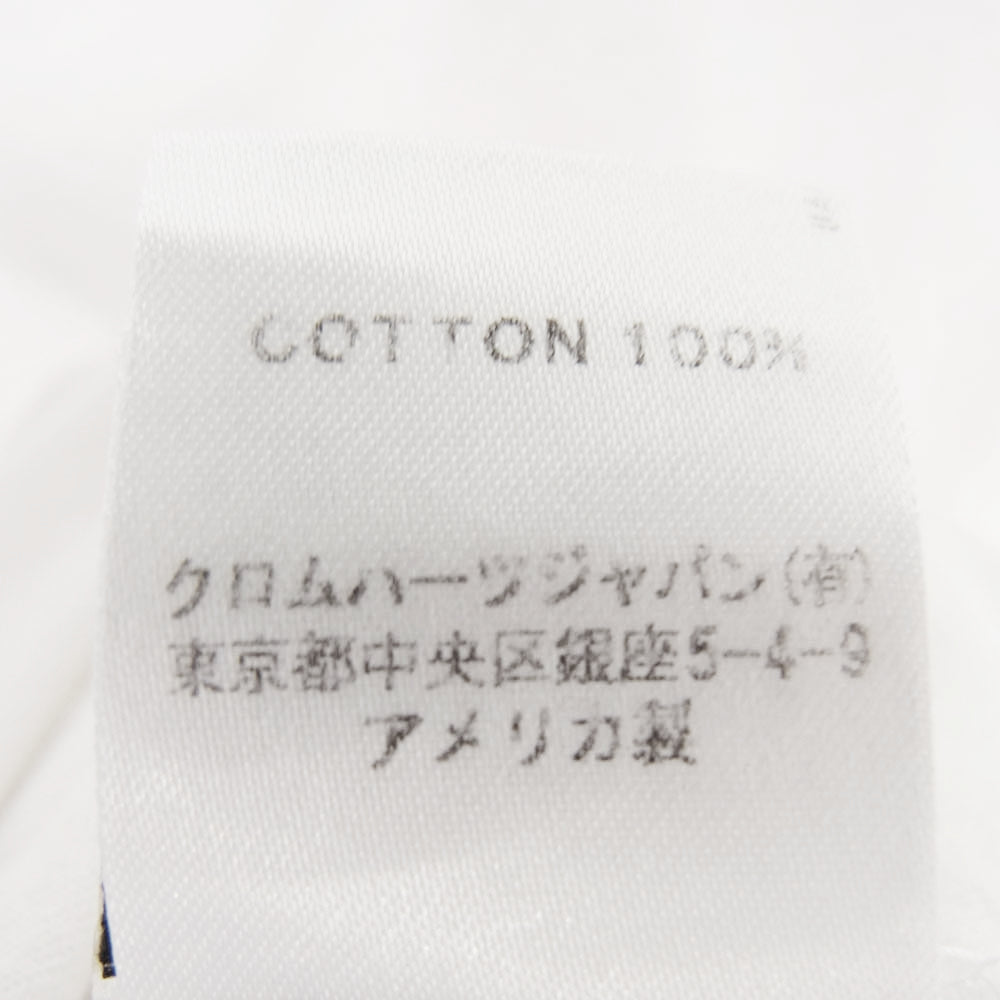 COTTON 100%
クロムハーツジャパン(有)
東京都中央区銀座5-4-9
アメリカ製